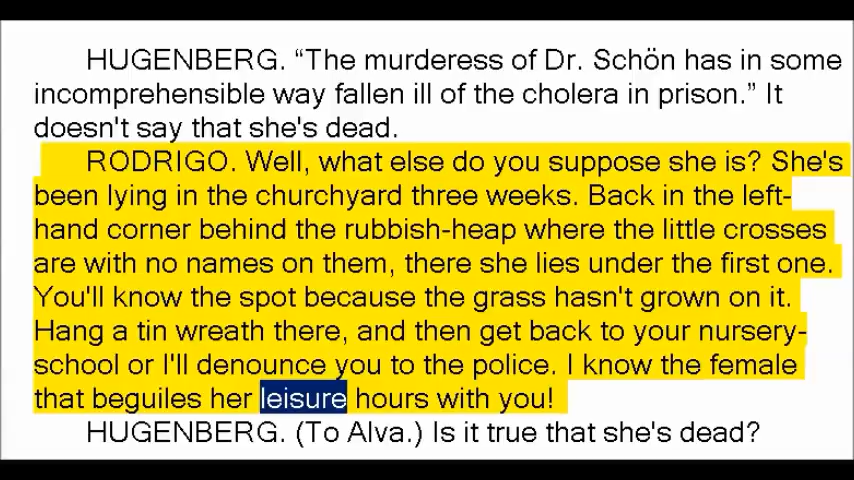 HUGENBERG. “The murderess of Dr. Schön has in some
incomprehensible way fallen ill of the cholera in prison.” It
doesn't say that she's dead.
RODRIGO. Well, what else do you suppose she is? She's
been lying in the churchyard three weeks. Back in the left-
hand corner behind the rubbish-heap where the little crosses
are with no names on them, there she lies under the first one.
You'll know the spot because the grass hasn't grown on it.
Hang a tin wreath there, and then get back to your nursery-
school or I'll denounce you to the police. I know the female
that beguiles her leisure hours with you!
HUGENBERG. (To Alva.) Is it true that she's dead?